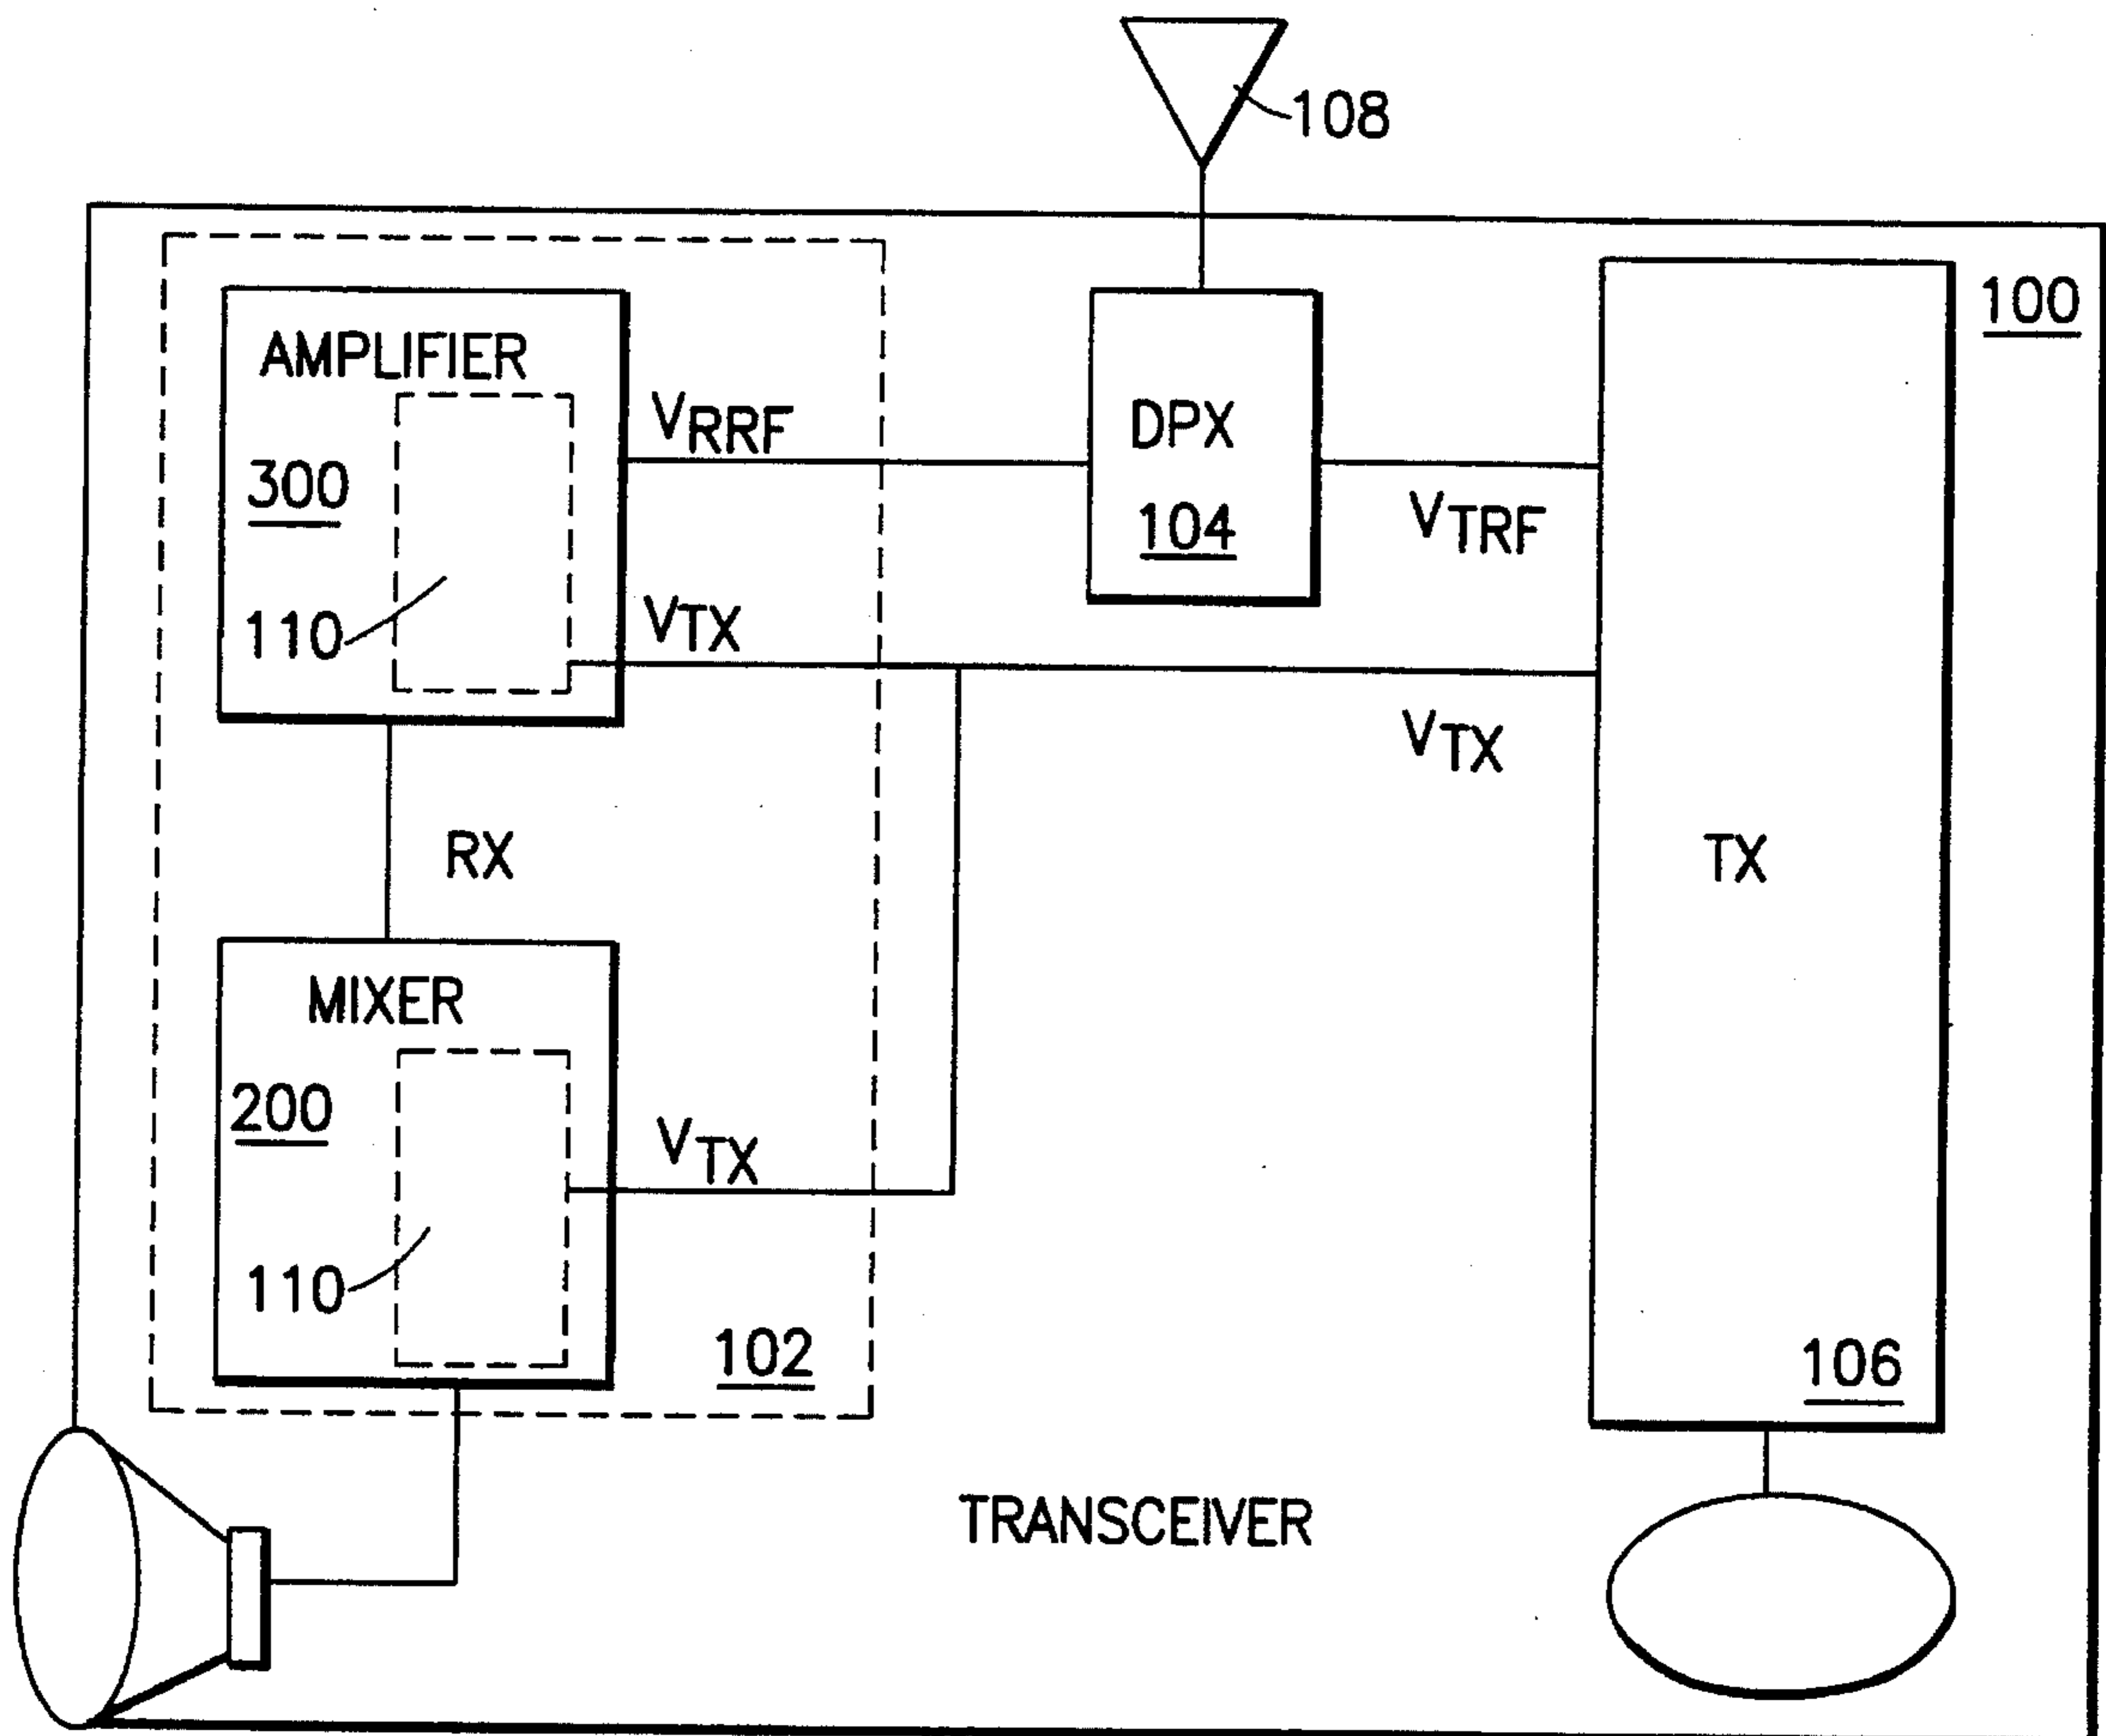 108
100
AMPLIFIER
300
110
VRRF
DPX
104
VTRF
VTX
VTX
RX
TX
MIXER
200
110
VTX
102
106
TRANSCEIVER